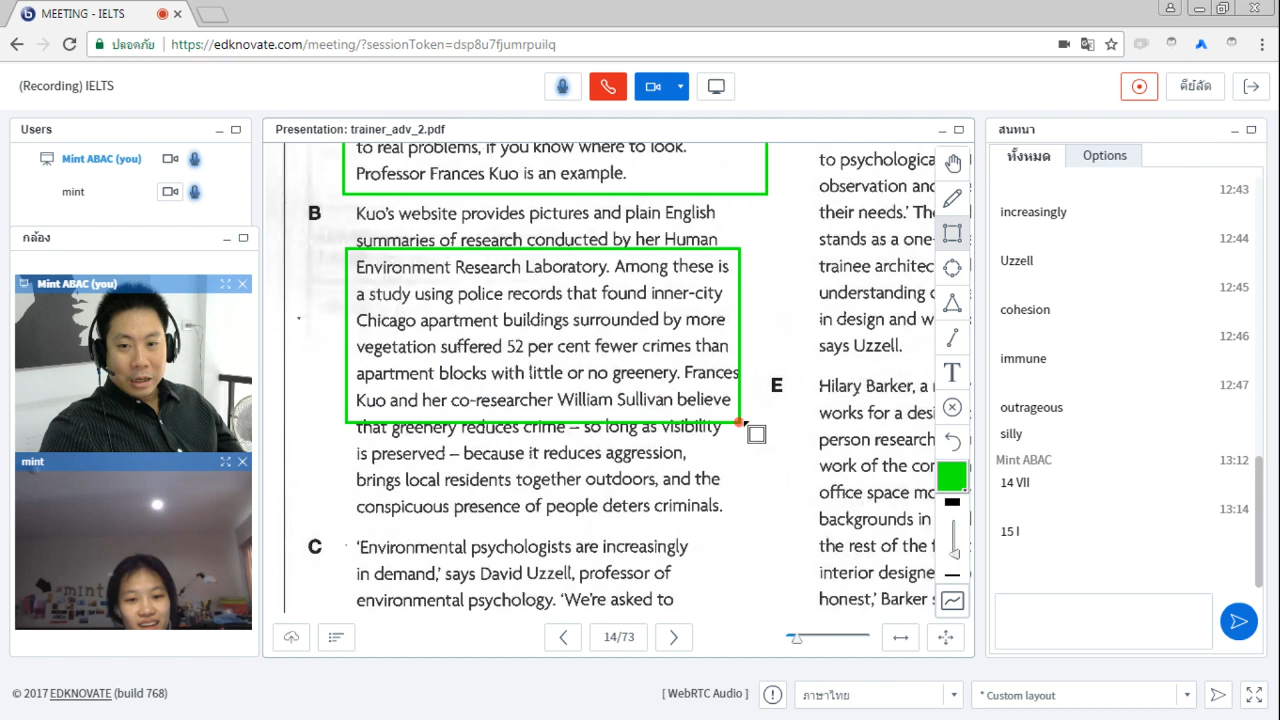 MEETING - IELTS
ปลอดภัย
https://edknovate.com/meeting/?sessionToken=dsp8u7fjumrpuilq
(Recording) IELTS
คีย์ลัด
Users
Mint ABAC (you)
mint
กล้อง
Mint ABAC (you)
mint
Presentation: trainer_adv_2.pdf
to real problems, if you know where to look.
Professor Frances Kuo is an example.
B
Kuo's website provides pictures and plain English
summaries of research conducted by her Human
Environment Research Laboratory. Among these is
a study using police records that found inner-city
Chicago apartment buildings surrounded by more
vegetation suffered 52 per cent fewer crimes than
apartment blocks with little or no greenery. Frances
Kuo and her co-researcher William Sullivan believe
that greenery reduces crime – so long as visibility
is preserved – because it reduces aggression,
brings local residents together outdoors, and the
conspicuous presence of people deters criminals.
C
'Environmental psychologists are increasingly
in demand,' says David Uzzell, professor of
environmental psychology. 'We're asked to
to psychologica
observation and
their needs.' The
stands as a one-
trainee architec
understanding o
in design and w
says Uzzell.
E
Hilary Barker, a
works for a desi
person research
work of the con
office space mo
backgrounds in
the rest of the f
interior designe
honest,' Barker s
T
14/73
สนทนา
ทั้งหมด
Options
12:43
increasingly
12:44
Uzzell
12:45
cohesion
12:46
immune
12:47
outrageous
silly
Mint ABAC
13:12
14 VII
13:14
15 I
© 2017 EDKNOVATE (build 768)
[ WebRTC Audio ]
ภาษาไทย
* Custom layout